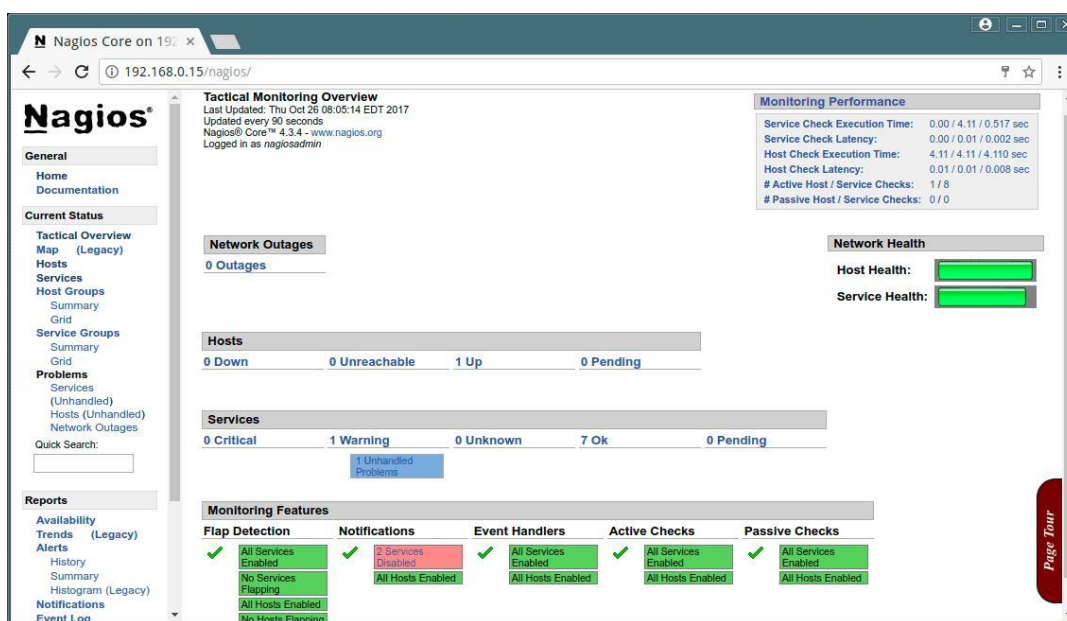 Nagios Core on 192
192.168.0.15/nagios/
Nagios®
General
Home
Documentation
Current Status
Tactical Overview
Map (Legacy)
Hosts
Services
Host Groups
Summary
Grid
Service Groups
Summary
Grid
Problems
Services
(Unhandled)
Hosts (Unhandled)
Network Outages
Quick Search:
Reports
Availability
Trends (Legacy)
Alerts
History
Summary
Histogram (Legacy)
Notifications
Event Log
Tactical Monitoring Overview
Last Updated: Thu Oct 26 08:05:14 EDT 2017
Updated every 90 seconds
Nagios® Core™ 4.3.4 - www.nagios.org
Logged in as nagiosadmin
Monitoring Performance
Service Check Execution Time: 0.00 / 4.11 / 0.517 sec
Service Check Latency: 0.00 / 0.01 / 0.002 sec
Host Check Execution Time: 4.11 / 4.11 / 4.110 sec
Host Check Latency: 0.01 / 0.01 / 0.008 sec
# Active Host / Service Checks: 1 / 8
# Passive Host / Service Checks: 0 / 0
Network Outages
0 Outages
Network Health
Host Health:
Service Health:
Hosts
0 Down 0 Unreachable 1 Up 0 Pending
Services
0 Critical 1 Warning 0 Unknown 7 Ok 0 Pending
1 Unhandled
Problems
Monitoring Features
Flap Detection Notifications Event Handlers Active Checks Passive Checks
All Services 2 Services All Services All Services All Services
Enabled Disabled Enabled Enabled Enabled
No Services All Hosts Enabled All Hosts Enabled All Hosts Enabled All Hosts Enabled
Flapping
All Hosts Enabled
No Hosts Flapping
Page Tour